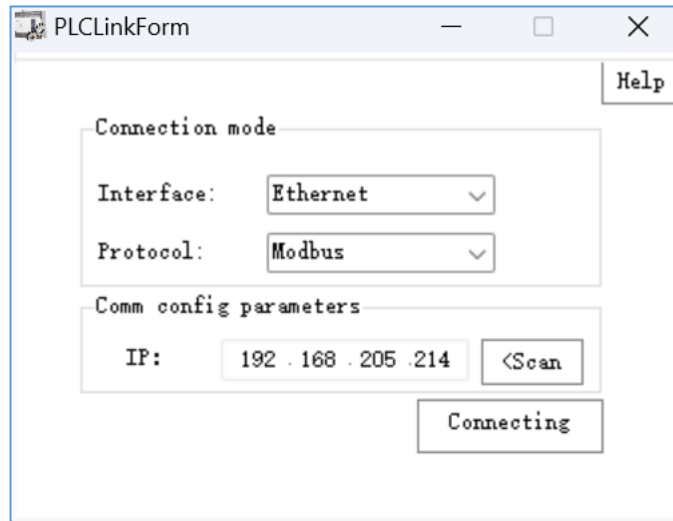 PLCLinkForm
Help
Connection mode
Interface: Ethernet
Protocol: Modbus
Comm config parameters
IP: 192 . 168 . 205 .214 <Scan
Connecting